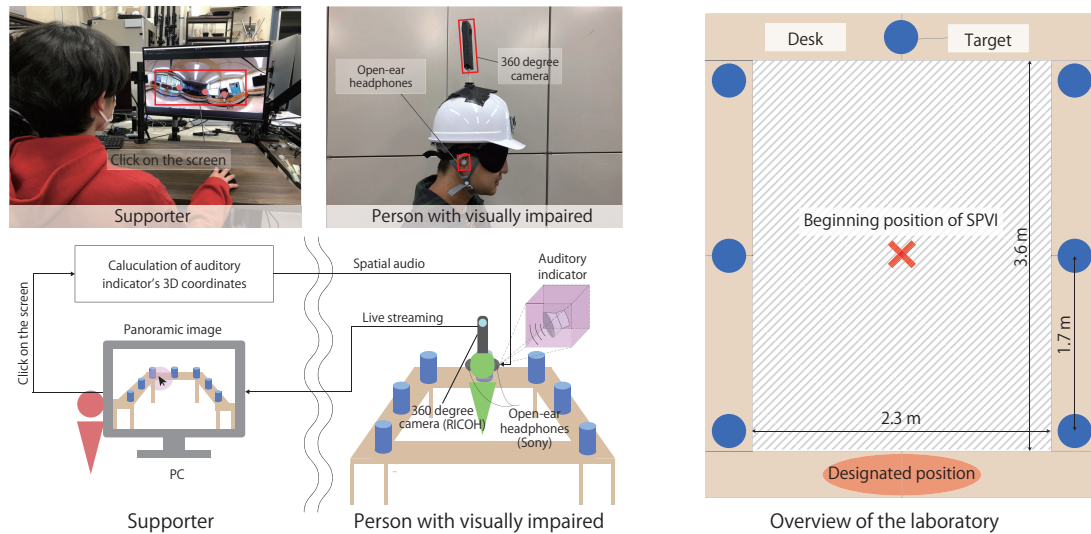 Open-ear
headphones
360 degree
camera
Click on the screen
Supporter
Person with visually impaired
Caluculation of auditory
indicator's 3D coordinates
Spatial audio
Auditory
indicator
Click on the screen
Live streaming
Panoramic image
360 degree
camera (RICOH)
Open-ear
headphones
(Sony)
PC
Supporter
Person with visually impaired
Desk
Target
Beginning position of SPVI
3.6 m
1.7 m
2.3 m
Designated position
Overview of the laboratory